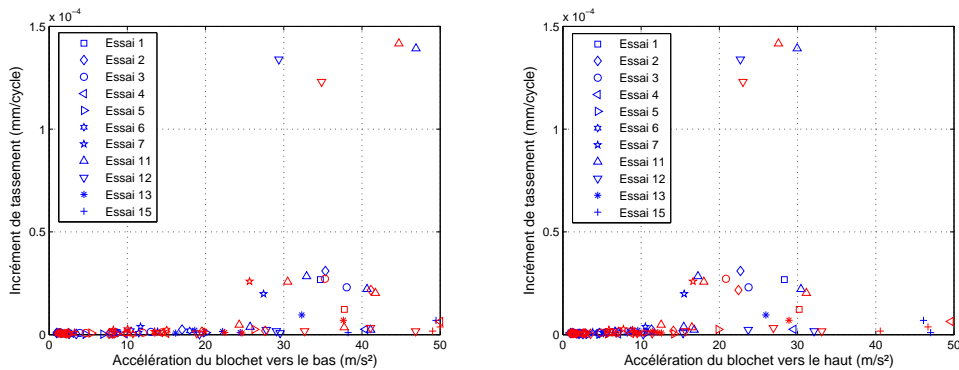 x 10⁻⁴
1.5
1
0.5
0
Incrément de tassement (mm/cycle)
Essai 1
Essai 2
Essai 3
Essai 4
Essai 5
Essai 6
Essai 7
Essai 11
Essai 12
Essai 13
Essai 15
0 10 20 30 40 50
Accélération du blochet vers le bas (m/s²)
x 10⁻⁴
1.5
1
0.5
0
Incrément de tassement (mm/cycle)
Essai 1
Essai 2
Essai 3
Essai 4
Essai 5
Essai 6
Essai 7
Essai 11
Essai 12
Essai 13
Essai 15
0 10 20 30 40 50
Accélération du blochet vers le haut (m/s²)